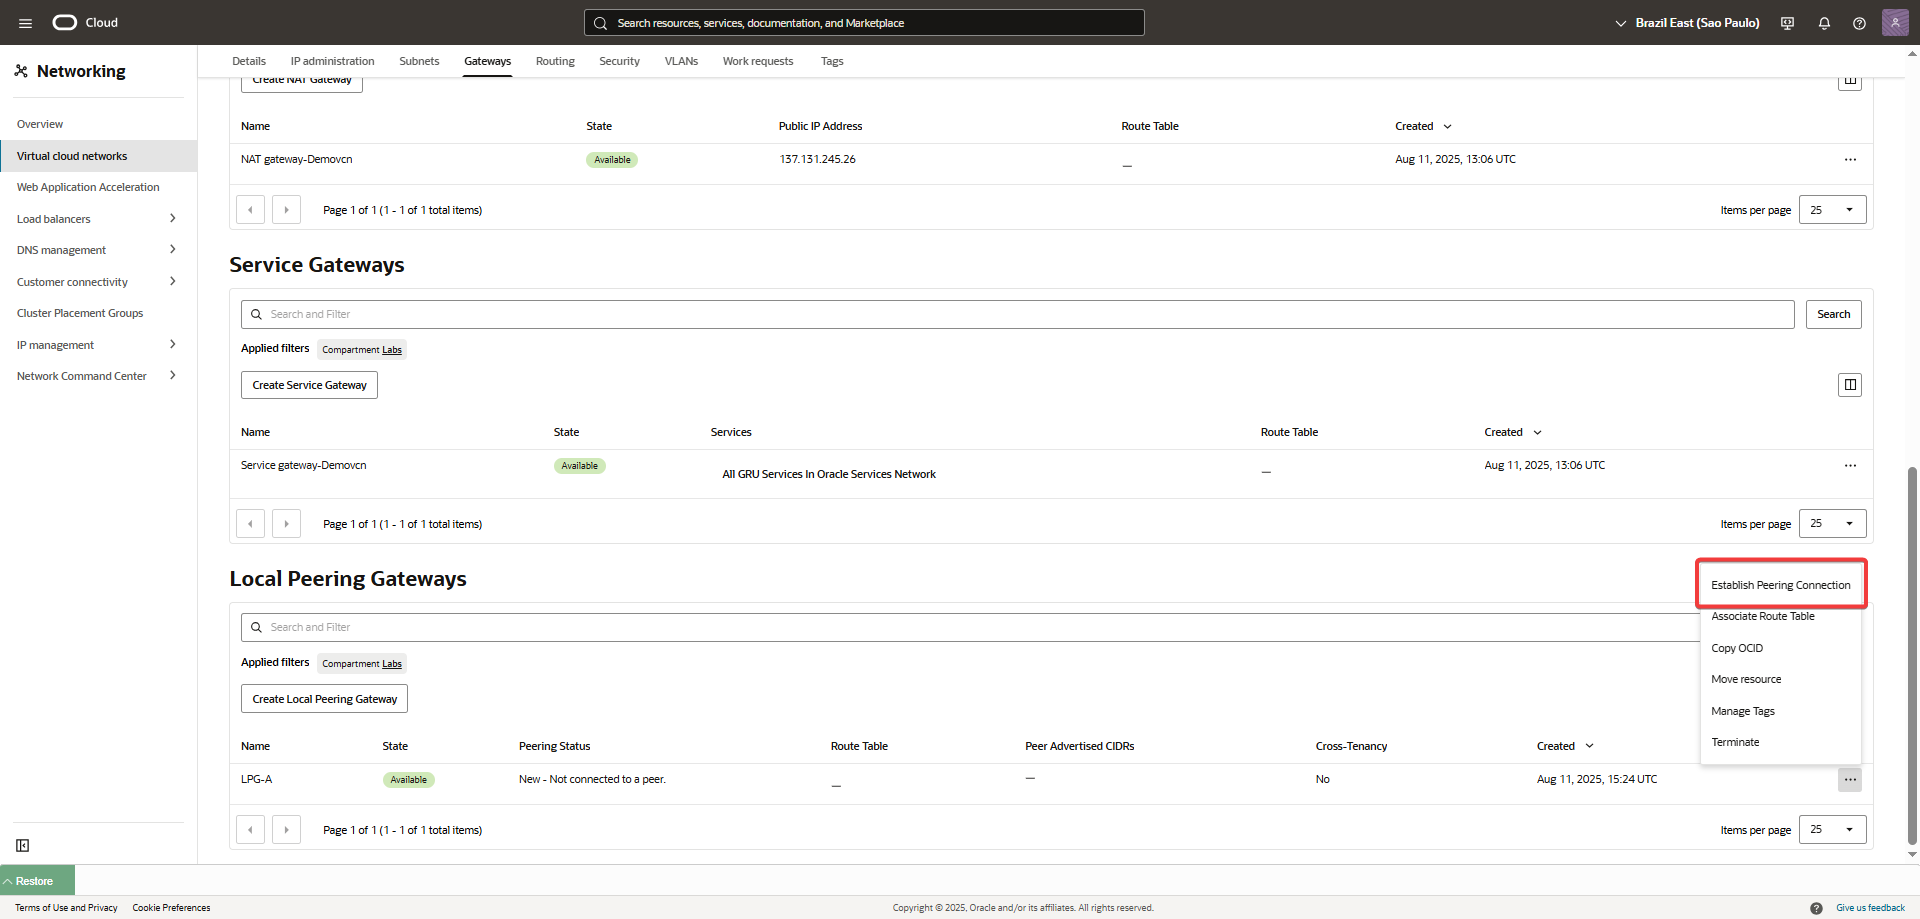 Cloud
Search resources, services, documentation, and Marketplace
Brazil East (Sao Paulo)
Networking
Details IP administration Subnets Gateways Routing Security VLANs Work requests Tags
Create NAT Gateway
Overview
Virtual cloud networks
Web Application Acceleration
Load balancers
DNS management
Customer connectivity
Cluster Placement Groups
IP management
Network Command Center
Name State Public IP Address Route Table Created
NAT gateway-Demovcn Available 137.131.245.26 — Aug 11, 2025, 13:06 UTC ...
Page 1 of 1 (1 - 1 of 1 total items) Items per page 25
Service Gateways
Search and Filter Search
Applied filters Compartment Labs
Create Service Gateway
Name State Services Route Table Created
Service gateway-Demovcn Available All GRU Services In Oracle Services Network — Aug 11, 2025, 13:06 UTC ...
Page 1 of 1 (1 - 1 of 1 total items) Items per page 25
Local Peering Gateways
Search and Filter
Applied filters Compartment Labs
Create Local Peering Gateway
Establish Peering Connection
Associate Route Table
Copy OCID
Move resource
Manage Tags
Terminate
Name State Peering Status Route Table Peer Advertised CIDRs Cross-Tenancy Created
LPG-A Available New - Not connected to a peer. — — No Aug 11, 2025, 15:24 UTC ...
Page 1 of 1 (1 - 1 of 1 total items) Items per page 25
Restore
Terms of Use and Privacy Cookie Preferences Copyright © 2025, Oracle and/or its affiliates. All rights reserved. Give us feedback